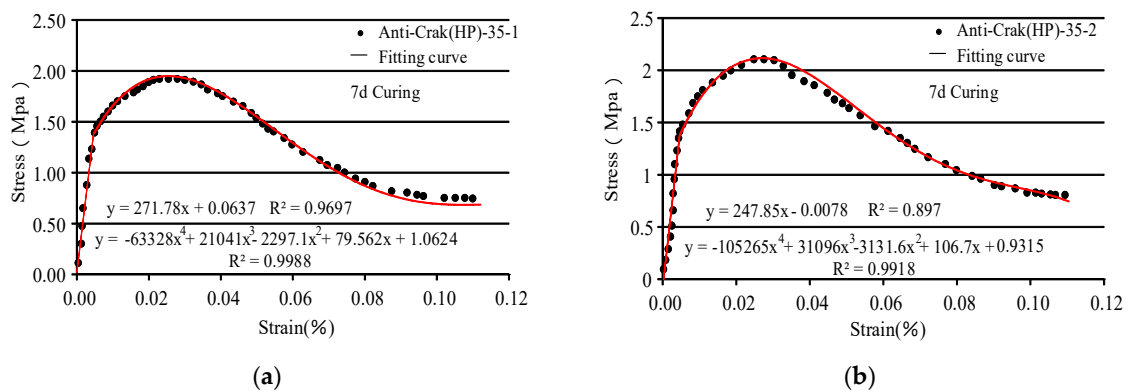 2.50
2.00
1.50
1.00
0.50
0.00
Stress ( Mpa )
Anti-Crak(HP)-35-1
Fitting curve
7d Curing
y = 271.78x + 0.0637 R² = 0.9697
y = -63328x⁴+ 21041x³- 2297.1x² + 79.562x + 1.0624
R² = 0.9988
0.00 0.02 0.04 0.06 0.08 0.10 0.12
Strain(%)
(a)
2.5
2
1.5
1
0.5
0
Stress ( Mpa )
Anti-Crak(HP)-35-2
Fitting curve
7d Curing
y = 247.85x - 0.0078 R² = 0.897
y = -105265x⁴+ 31096x³-3131.6x²+ 106.7x + 0.9315
R² = 0.9918
0.00 0.02 0.04 0.06 0.08 0.10 0.12
Strain(%)
(b)